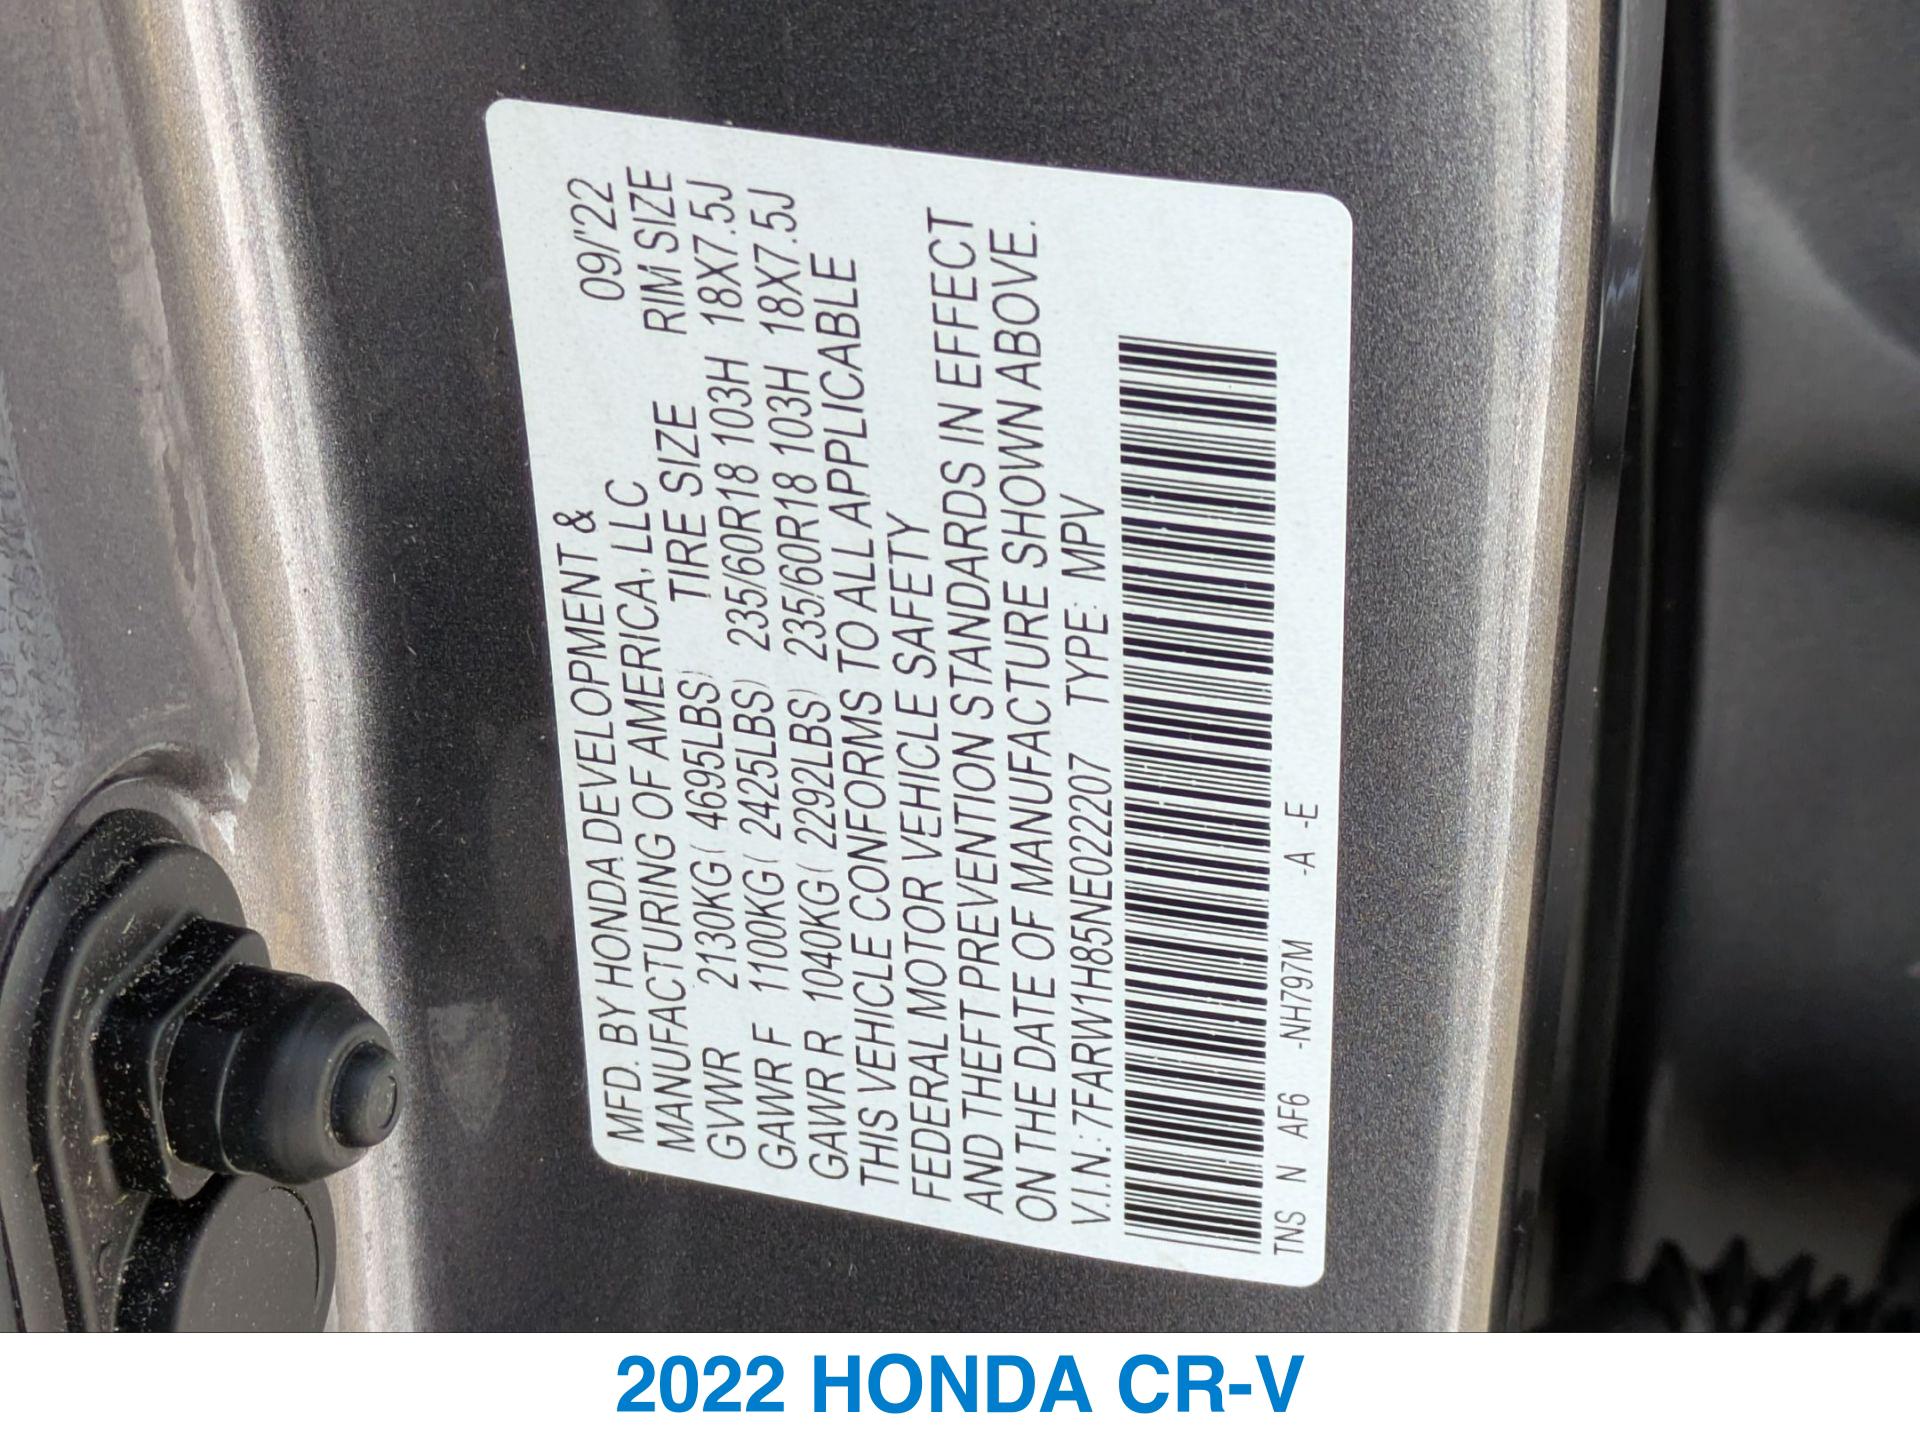 MFD. BY HONDA DEVELOPMENT & 09/'22
MANUFACTURING OF AMERICA, LLC TIRE SIZE RIM SIZE
GVWR 2130KG( 4695LBS)
GAWR F 1100KG( 2425LBS) 235/60R18 103H 18X7.5J
GAWR R 1040KG( 2292LBS) 235/60R18 103H 18X7.5J
THIS VEHICLE CONFORMS TO ALL APPLICABLE
FEDERAL MOTOR VEHICLE SAFETY
AND THEFT PREVENTION STANDARDS IN EFFECT
ON THE DATE OF MANUFACTURE SHOWN ABOVE.
V.I.N.: 7FARW1H85NE022207 TYPE: MPV
TNS N AF6 -NH797M -A -E
2022 HONDA CR-V